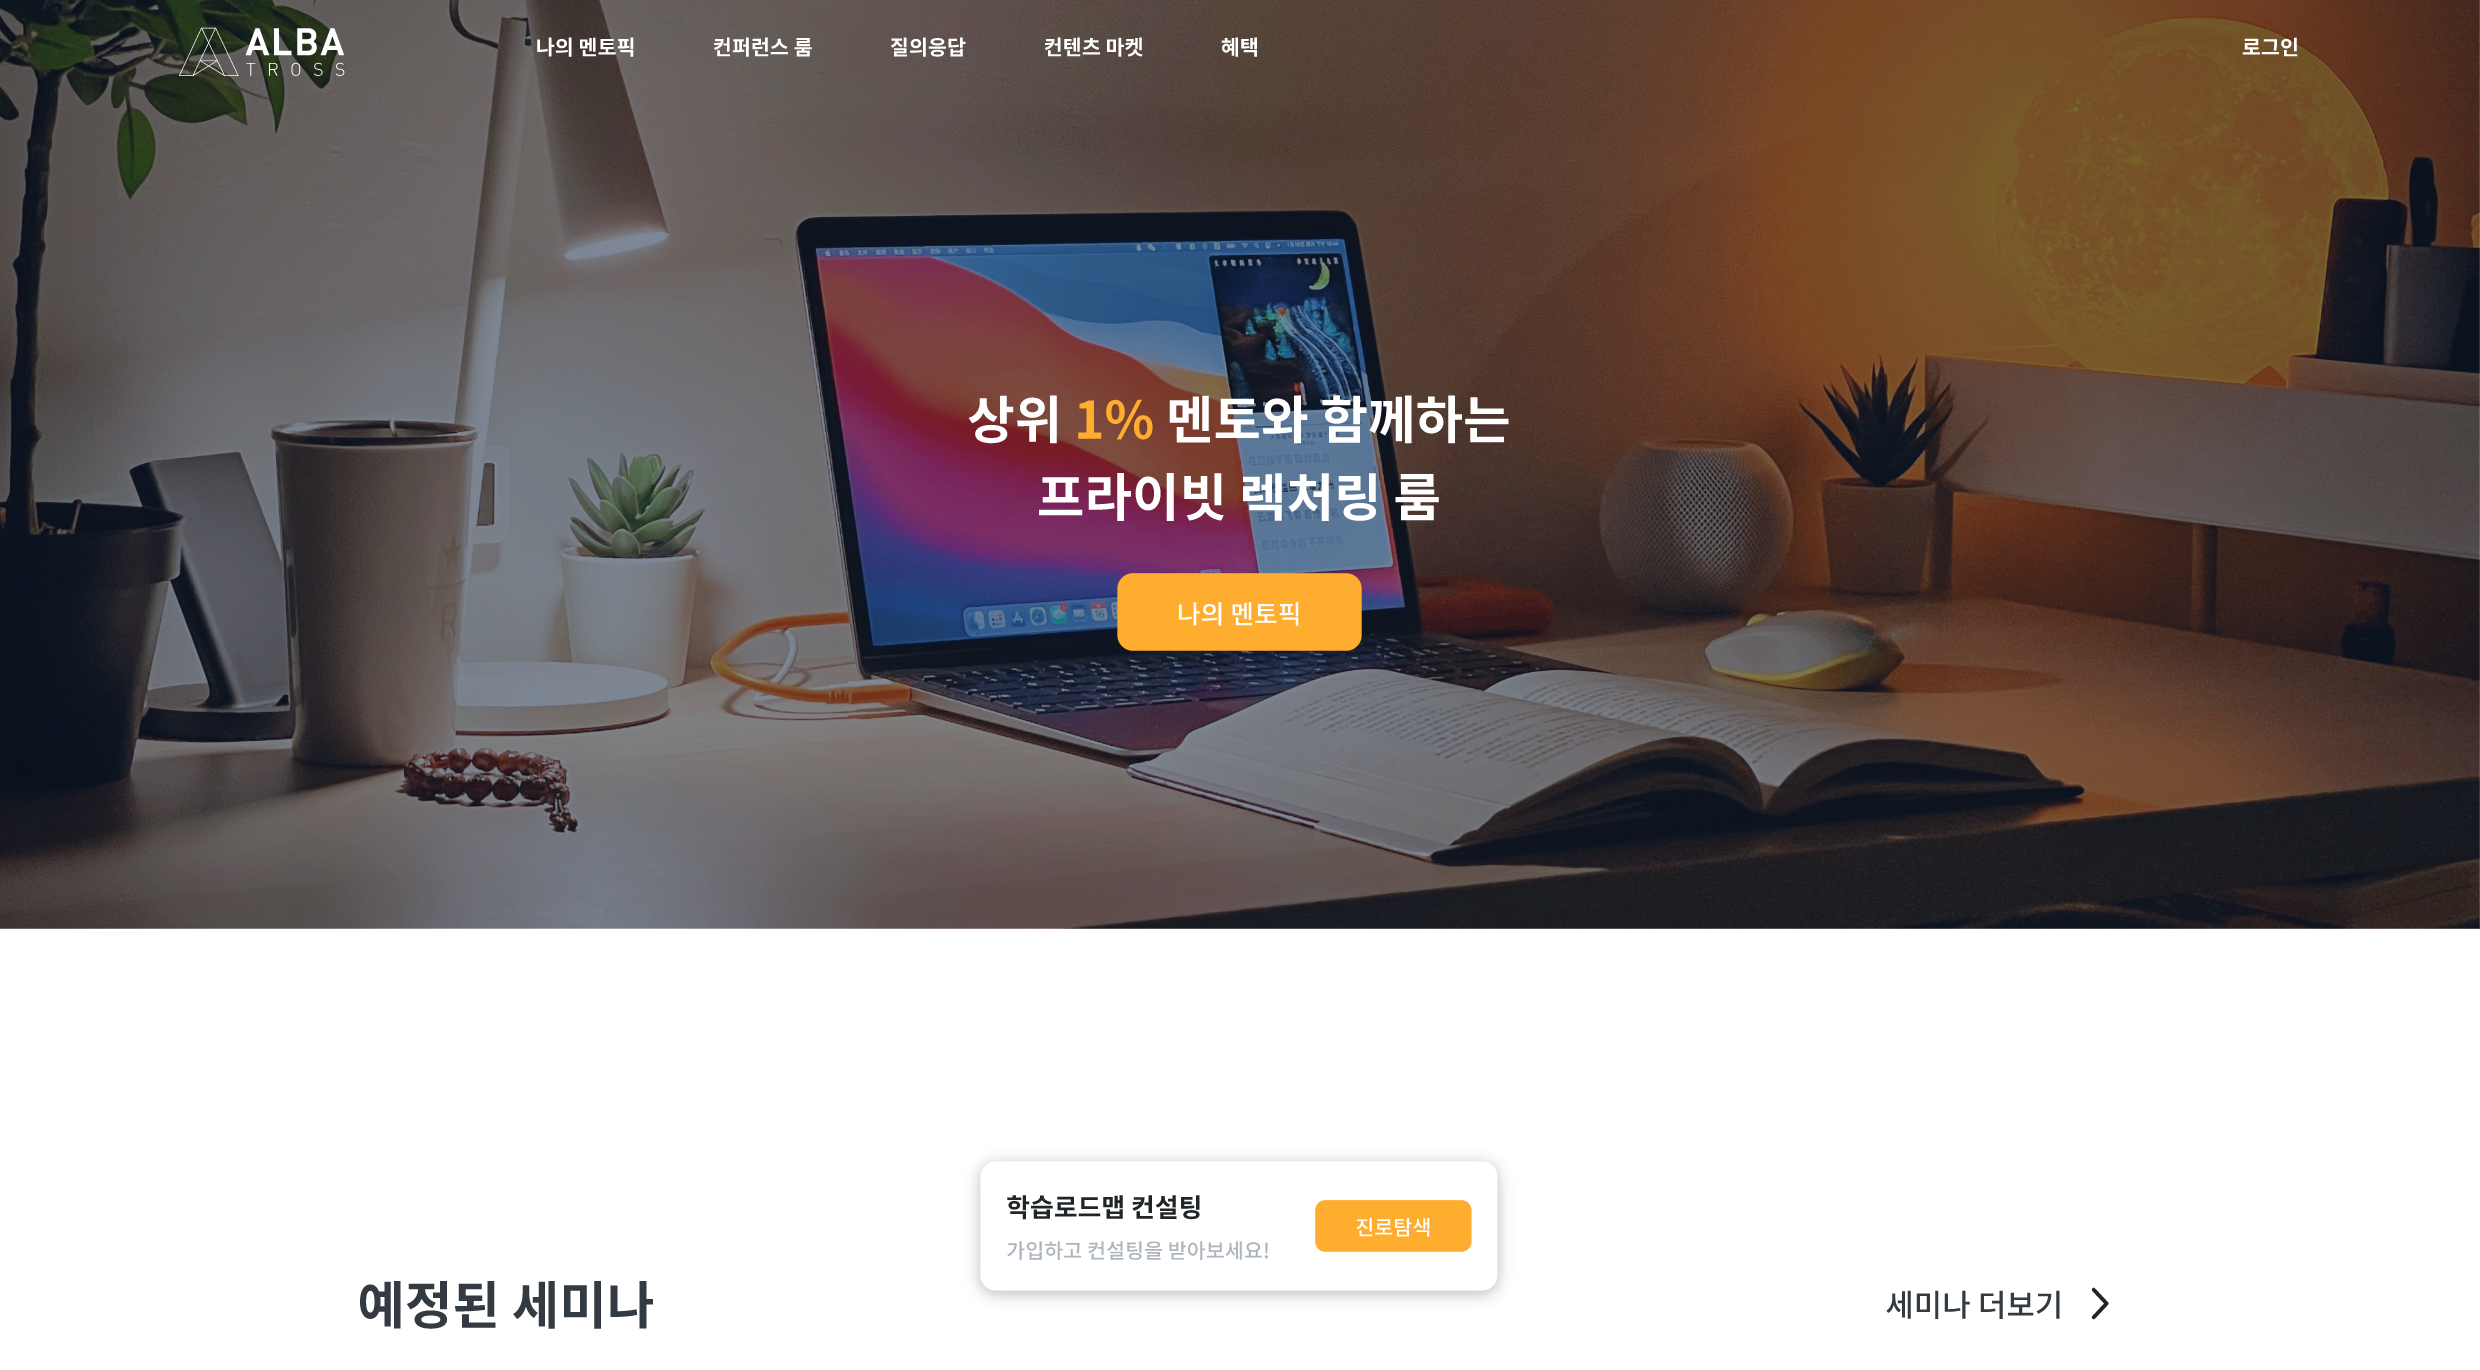 ALBA
TROSS
나의 멘토픽
컨퍼런스 룸
질의응답
컨텐츠 마켓
혜택
로그인
상위 1% 멘토와 함께하는
프라이빗 렉처링 룸
나의 멘토픽
학습로드맵 컨설팅
가입하고 컨설팅을 받아보세요!
진로탐색
예정된 세미나
세미나 더보기